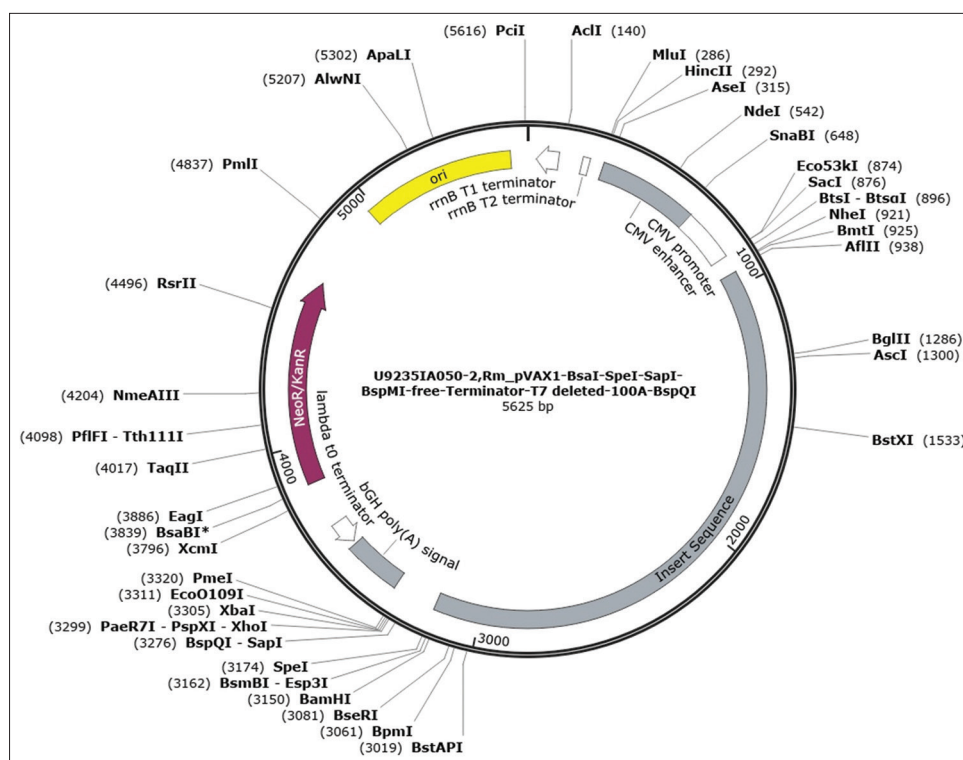 (5616) PciI
AclI (140)
(5302) ApaLI
(5207) AlwNI
MluI (286)
HincII (292)
AseI (315)
NdeI (542)
SnaBI (648)
(4837) PmlI
Eco53kI (874)
SacI (876)
BtsI - BtsαI (896)
NheI (921)
BmtI (925)
AflII (938)
5000
ori
rrnB T1 terminator
rrnB T2 terminator
CMV promoter
CMV enhancer
1000
(4496) RsrII
BglII (1286)
AscI (1300)
NeoR/KanR
U9235IA050-2,Rm_pVAX1-BsaI-SpeI-SapI-
BspMI-free-Terminator-T7 deleted-100A-BspQI
5625 bp
(4204) NmeAIII
(4098) PflFI - Tth111I
(4017) TaqII
BstXI (1533)
4000
lambda t0 terminator
bGH poly(A) signal
(3886) EagI
(3839) BsaBI*
(3796) XcmI
2000
Insert Sequence
(3320) PmeI
(3311) EcoO109I
(3305) XbaI
(3299) PaeR7I - PspXI - XhoI
(3276) BspQI - SapI
3000
(3174) SpeI
(3162) BsmBI - Esp3I
(3150) BamHI
(3081) BseRI
(3061) BpmI
(3019) BstAPI